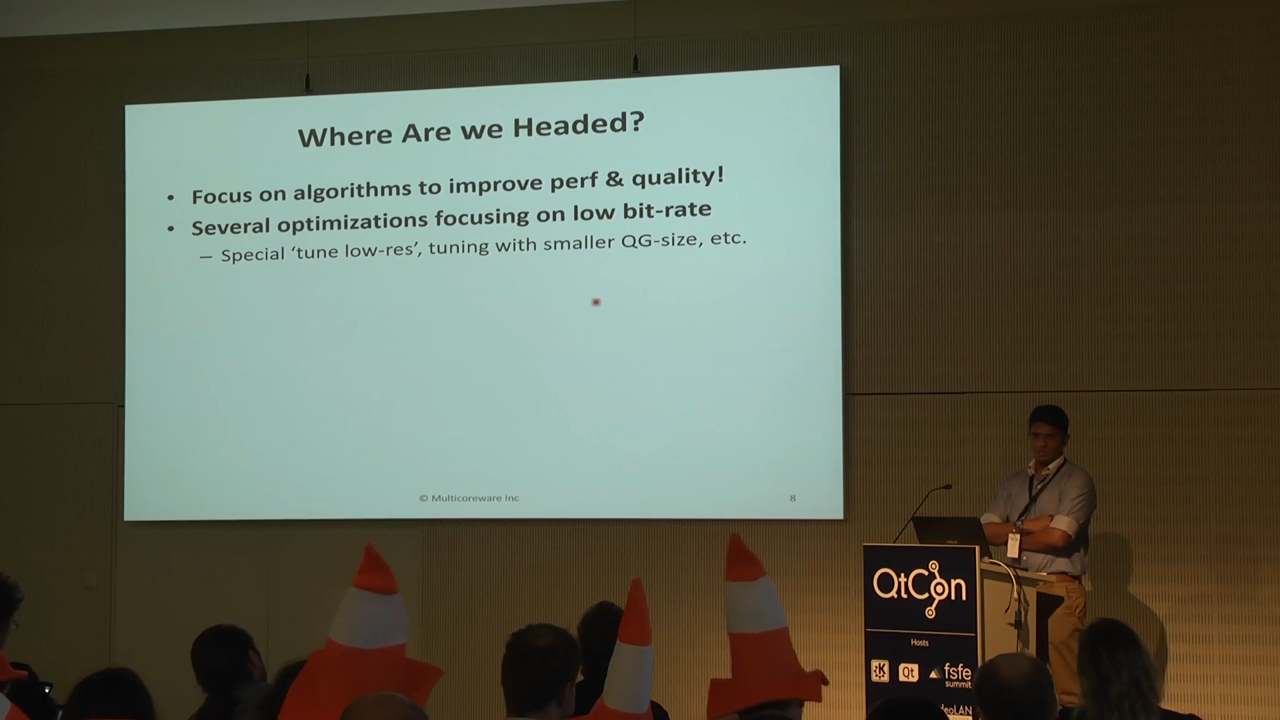 Where Are we Headed?
• Focus on algorithms to improve perf & quality!
• Several optimizations focusing on low bit-rate
– Special ‘tune low-res’, tuning with smaller QG-size, etc.
© Multicoreware Inc
8
QtCon
Hosts
K Qt fsfe
summit
deoLAN